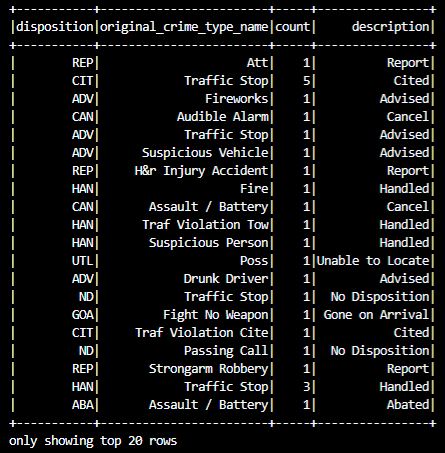 +-----------+------------------------+-----+----------------+
|disposition|original_crime_type_name|count|     description|
+-----------+------------------------+-----+----------------+
|        REP|                     Att|    1|          Report|
|        CIT|            Traffic Stop|    5|           Cited|
|        ADV|               Fireworks|    1|         Advised|
|        CAN|           Audible Alarm|    1|          Cancel|
|        ADV|            Traffic Stop|    1|         Advised|
|        ADV|      Suspicious Vehicle|    1|         Advised|
|        REP|     H&r Injury Accident|    1|          Report|
|        HAN|                    Fire|    1|         Handled|
|        CAN|       Assault / Battery|    1|          Cancel|
|        HAN|      Traf Violation Tow|    1|         Handled|
|        HAN|       Suspicious Person|    1|         Handled|
|        UTL|                    Poss|    1|Unable to Locate|
|        ADV|            Drunk Driver|    1|         Advised|
|         ND|            Traffic Stop|    1|  No Disposition|
|        GOA|         Fight No Weapon|    1| Gone on Arrival|
|        CIT|     Traf Violation Cite|    1|           Cited|
|         ND|            Passing Call|    1|  No Disposition|
|        REP|       Strongarm Robbery|    1|          Report|
|        HAN|            Traffic Stop|    3|         Handled|
|        ABA|       Assault / Battery|    1|          Abated|
+-----------+------------------------+-----+----------------+
only showing top 20 rows